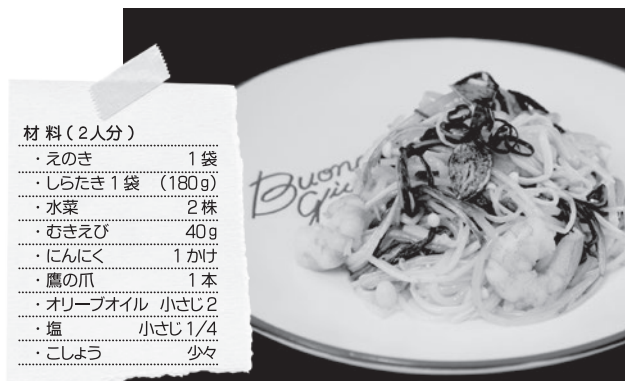 材料(2人分)
・えのき 1袋
・しらたき1袋 (180g)
・水菜 2株
・むきえび 40g
・にんにく 1かけ
・鷹の爪 1本
・オリーブオイル 小さじ2
・塩 小さじ1/4
・こしょう 少々
Buono